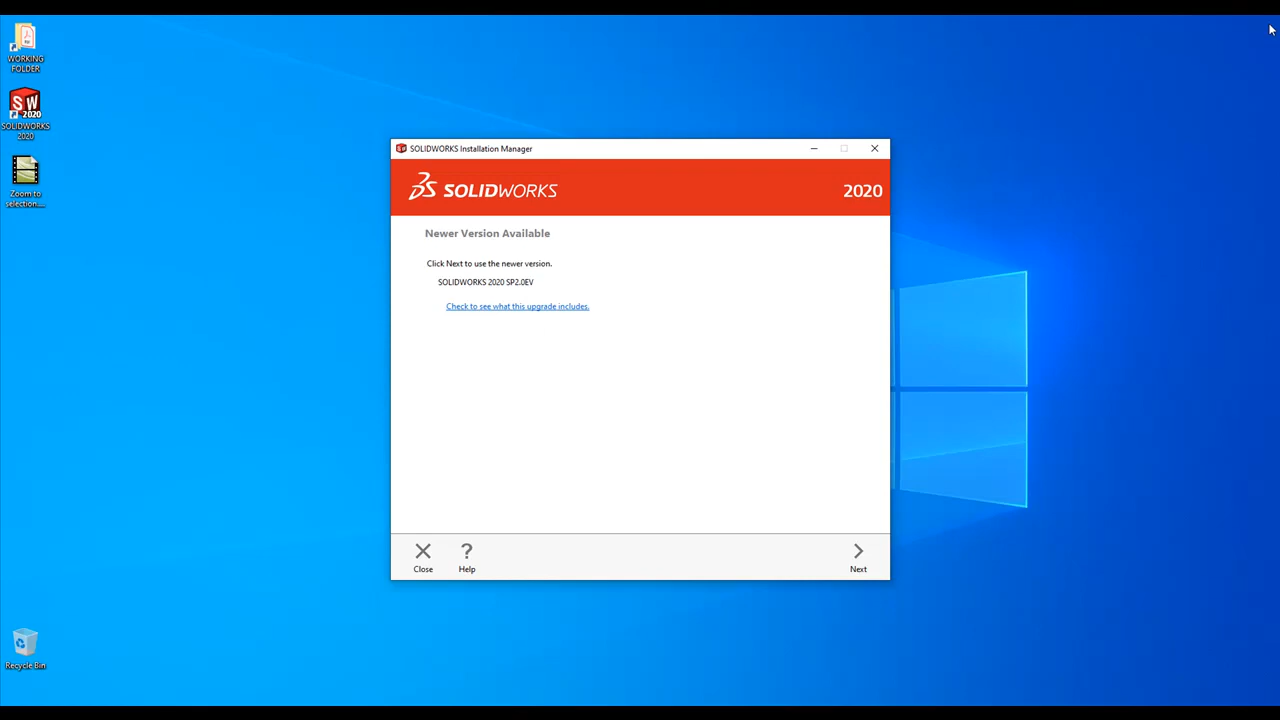 WORKING
FOLDER
SW
2020
SOLIDWORKS
2020
Zoom to
selection....
Recycle Bin
SOLIDWORKS Installation Manager
SOLIDWORKS
2020
Newer Version Available
Click Next to use the newer version.
SOLIDWORKS 2020 SP2.0EV
Check to see what this upgrade includes.
Close
? Help
Next